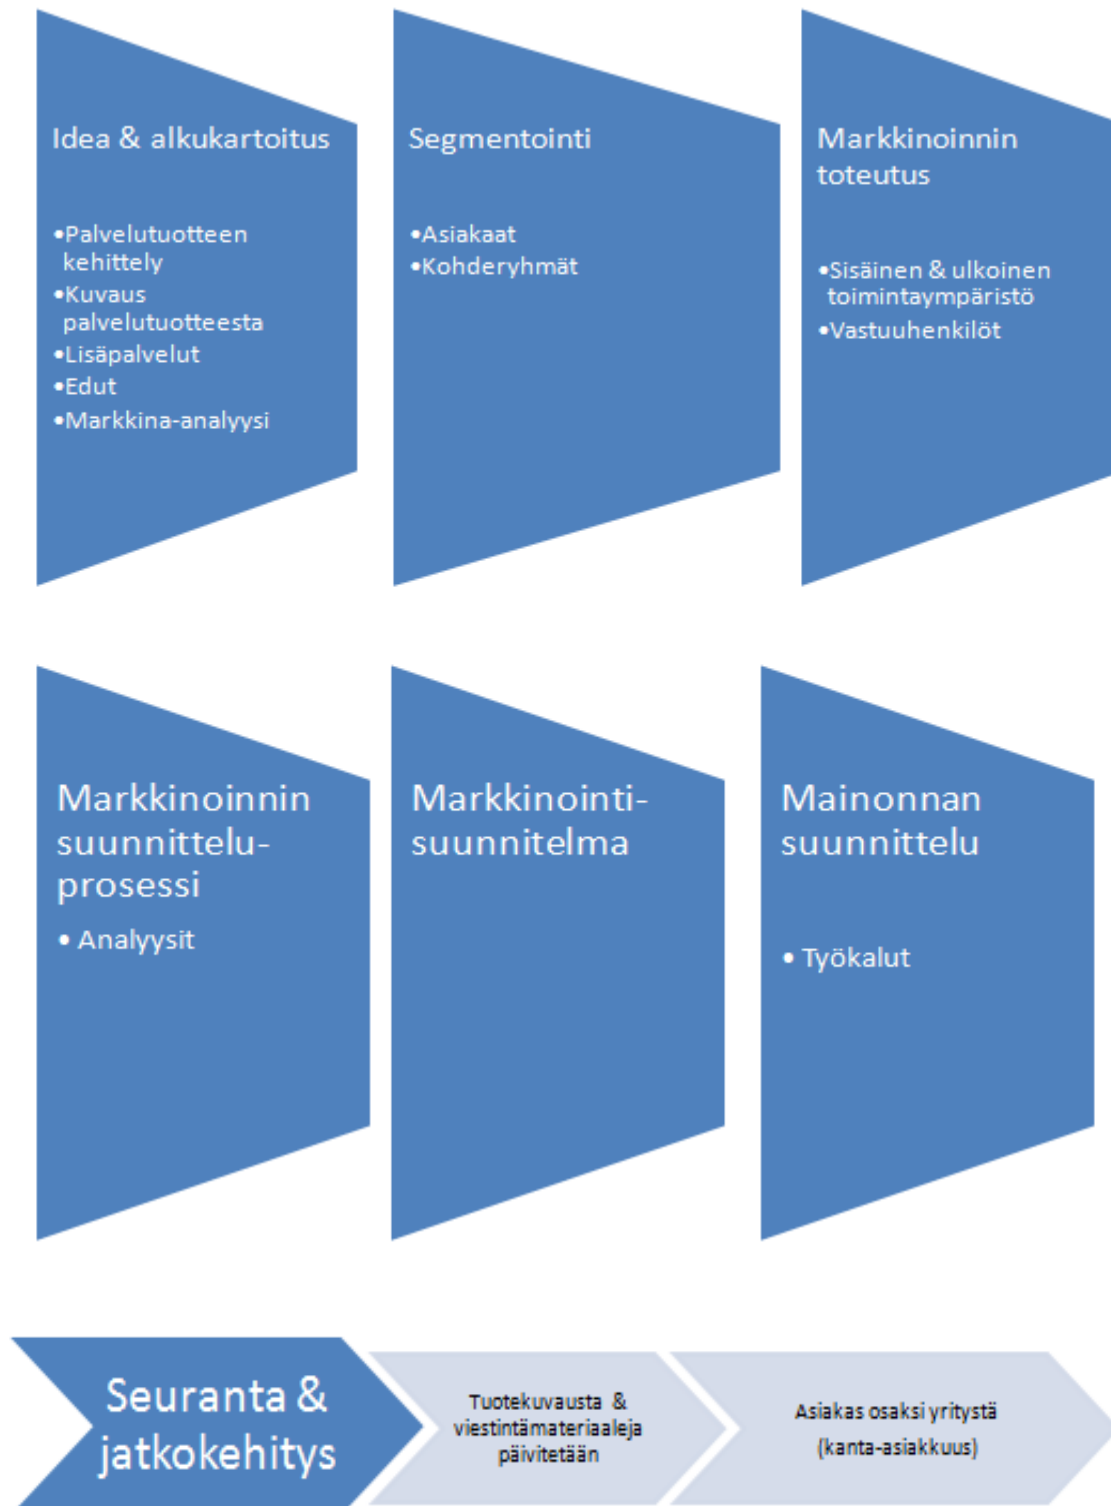 Idea & alkukartoitus
•Palvelutuotteen
kehittely
•Kuvaus
palvelutuotteesta
•Lisäpalvelut
•Edut
•Markkina-analyysi
Segmentointi
•Asiakaat
•Kohderyhmät
Markkinoinnin
toteutus
•Sisäinen & ulkoinen
toimintaympäristö
•Vastuuhenkilöt
Markkinoinnin
suunnittelu-
prosessi
• Analyysit
Markkinointi-
suunnitelma
Mainonnan
suunnittelu
• Työkalut
Seuranta &
jatkokehitys
Tuotekuvausta &
viestintämateriaaleja
päivitetään
Asiakas osaksi yritystä
(kanta-asiakkuus)